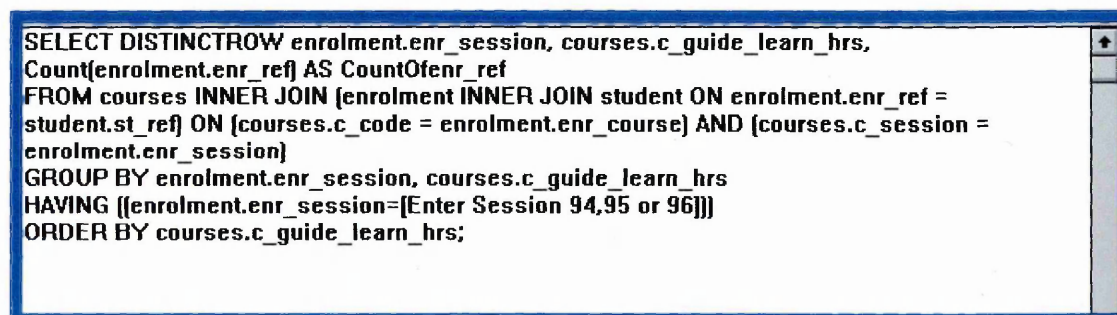 SELECT DISTINCTROW enrolment.enr_session, courses.c_guide_learn_hrs,
Count(enrolment.enr_ref) AS CountOfenr_ref
FROM courses INNER JOIN (enrolment INNER JOIN student ON enrolment.enr_ref =
student.st_ref) ON (courses.c_code = enrolment.enr_course) AND (courses.c_session =
enrolment.enr_session)
GROUP BY enrolment.enr_session, courses.c_guide_learn_hrs
HAVING ((enrolment.enr_session=[Enter Session 94,95 or 96]))
ORDER BY courses.c_guide_learn_hrs;